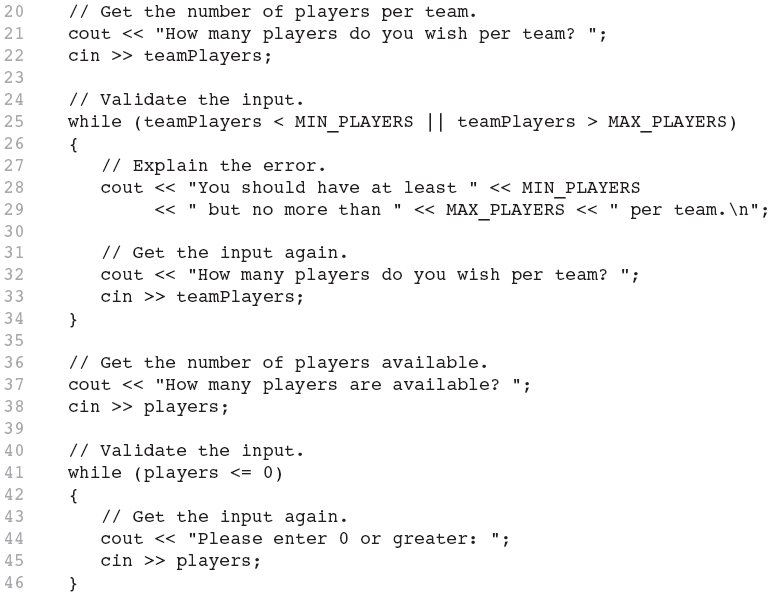 20    // Get the number of players per team.
21    cout << "How many players do you wish per team? ";
22    cin >> teamPlayers;
23
24    // Validate the input.
25    while (teamPlayers < MIN_PLAYERS || teamPlayers > MAX_PLAYERS)
26    {
27       // Explain the error.
28       cout << "You should have at least " << MIN_PLAYERS
29            << " but no more than " << MAX_PLAYERS << " per team.\n";
30
31       // Get the input again.
32       cout << "How many players do you wish per team? ";
33       cin >> teamPlayers;
34    }
35
36    // Get the number of players available.
37    cout << "How many players are available? ";
38    cin >> players;
39
40    // Validate the input.
41    while (players <= 0)
42    {
43       // Get the input again.
44       cout << "Please enter 0 or greater: ";
45       cin >> players;
46    }